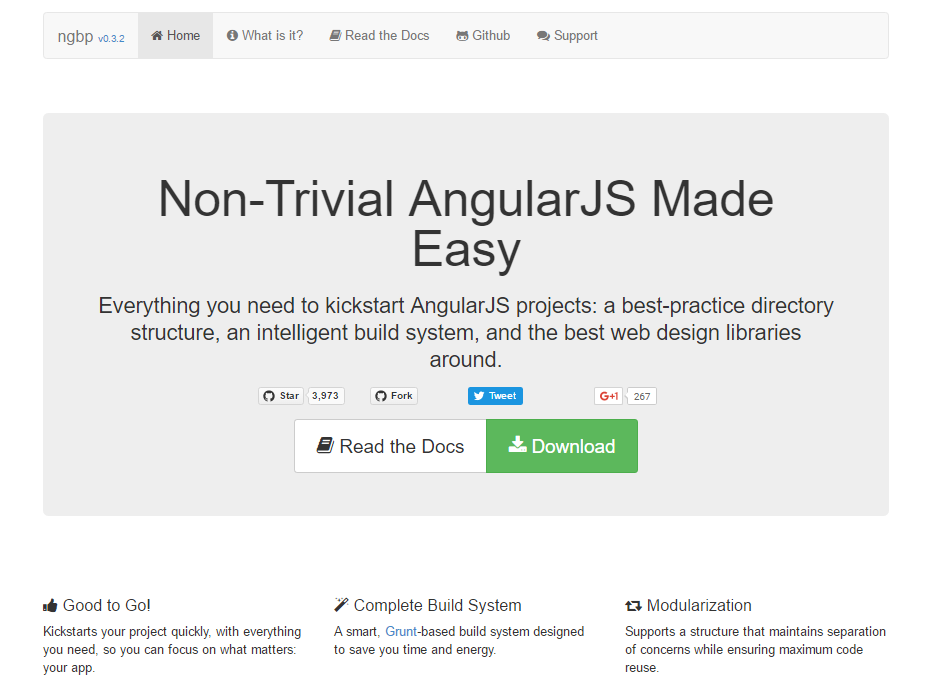 ngbp v0.3.2 Home What is it? Read the Docs Github Support
Non-Trivial AngularJS Made
Easy
Everything you need to kickstart AngularJS projects: a best-practice directory
structure, an intelligent build system, and the best web design libraries
around.
Star 3,973 Fork Tweet G+1 267
Read the Docs Download
Good to Go!
Kickstarts your project quickly, with everything
you need, so you can focus on what matters:
your app.
Complete Build System
A smart, Grunt-based build system designed
to save you time and energy.
Modularization
Supports a structure that maintains separation
of concerns while ensuring maximum code
reuse.